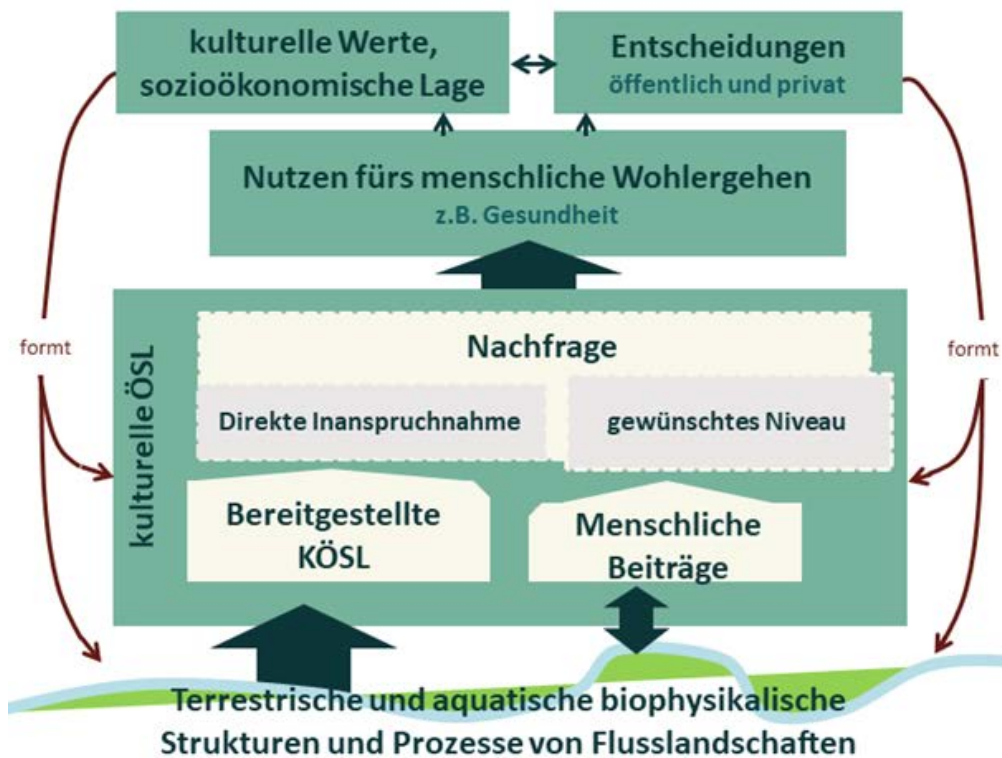 kulturelle Werte,
sozioökonomische Lage
Entscheidungen
öffentlich und privat
Nutzen fürs menschliche Wohlergehen
z.B. Gesundheit
formt
formt
kulturelle ÖSL
Nachfrage
Direkte Inanspruchnahme
gewünschtes Niveau
Bereitgestellte
KÖSL
Menschliche
Beiträge
Terrestrische und aquatische biophysikalische
Strukturen und Prozesse von Flusslandschaften